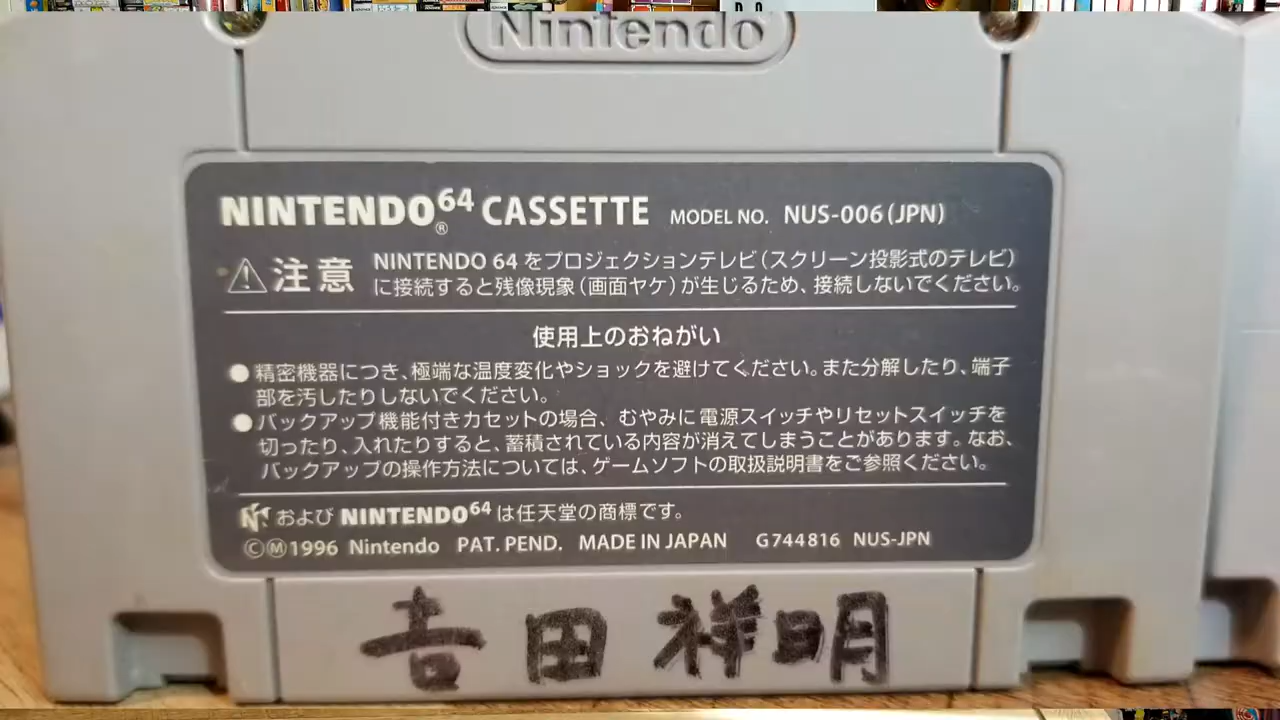 Nintendo
NINTENDO64® CASSETTE MODEL NO. NUS-006(JPN)
⚠注意 NINTENDO 64 をプロジェクションテレビ(スクリーン投影式のテレビ)
に接続すると残像現象(画面ヤケ)が生じるため、接続しないでください。
使用上のおねがい
●精密機器につき、極端な温度変化やショックを避けてください。また分解したり、端子
部を汚したりしないでください。
●バックアップ機能付きカセットの場合、むやみに電源スイッチやリセットスイッチを
切ったり、入れたりすると、蓄積されている内容が消えてしまうことがあります。なお、
バックアップの操作方法については、ゲームソフトの取扱説明書をご参照ください。
および NINTENDO64 は任天堂の商標です。
©Ⓜ1996 Nintendo PAT. PEND. MADE IN JAPAN G744816 NUS-JPN
吉田祥明